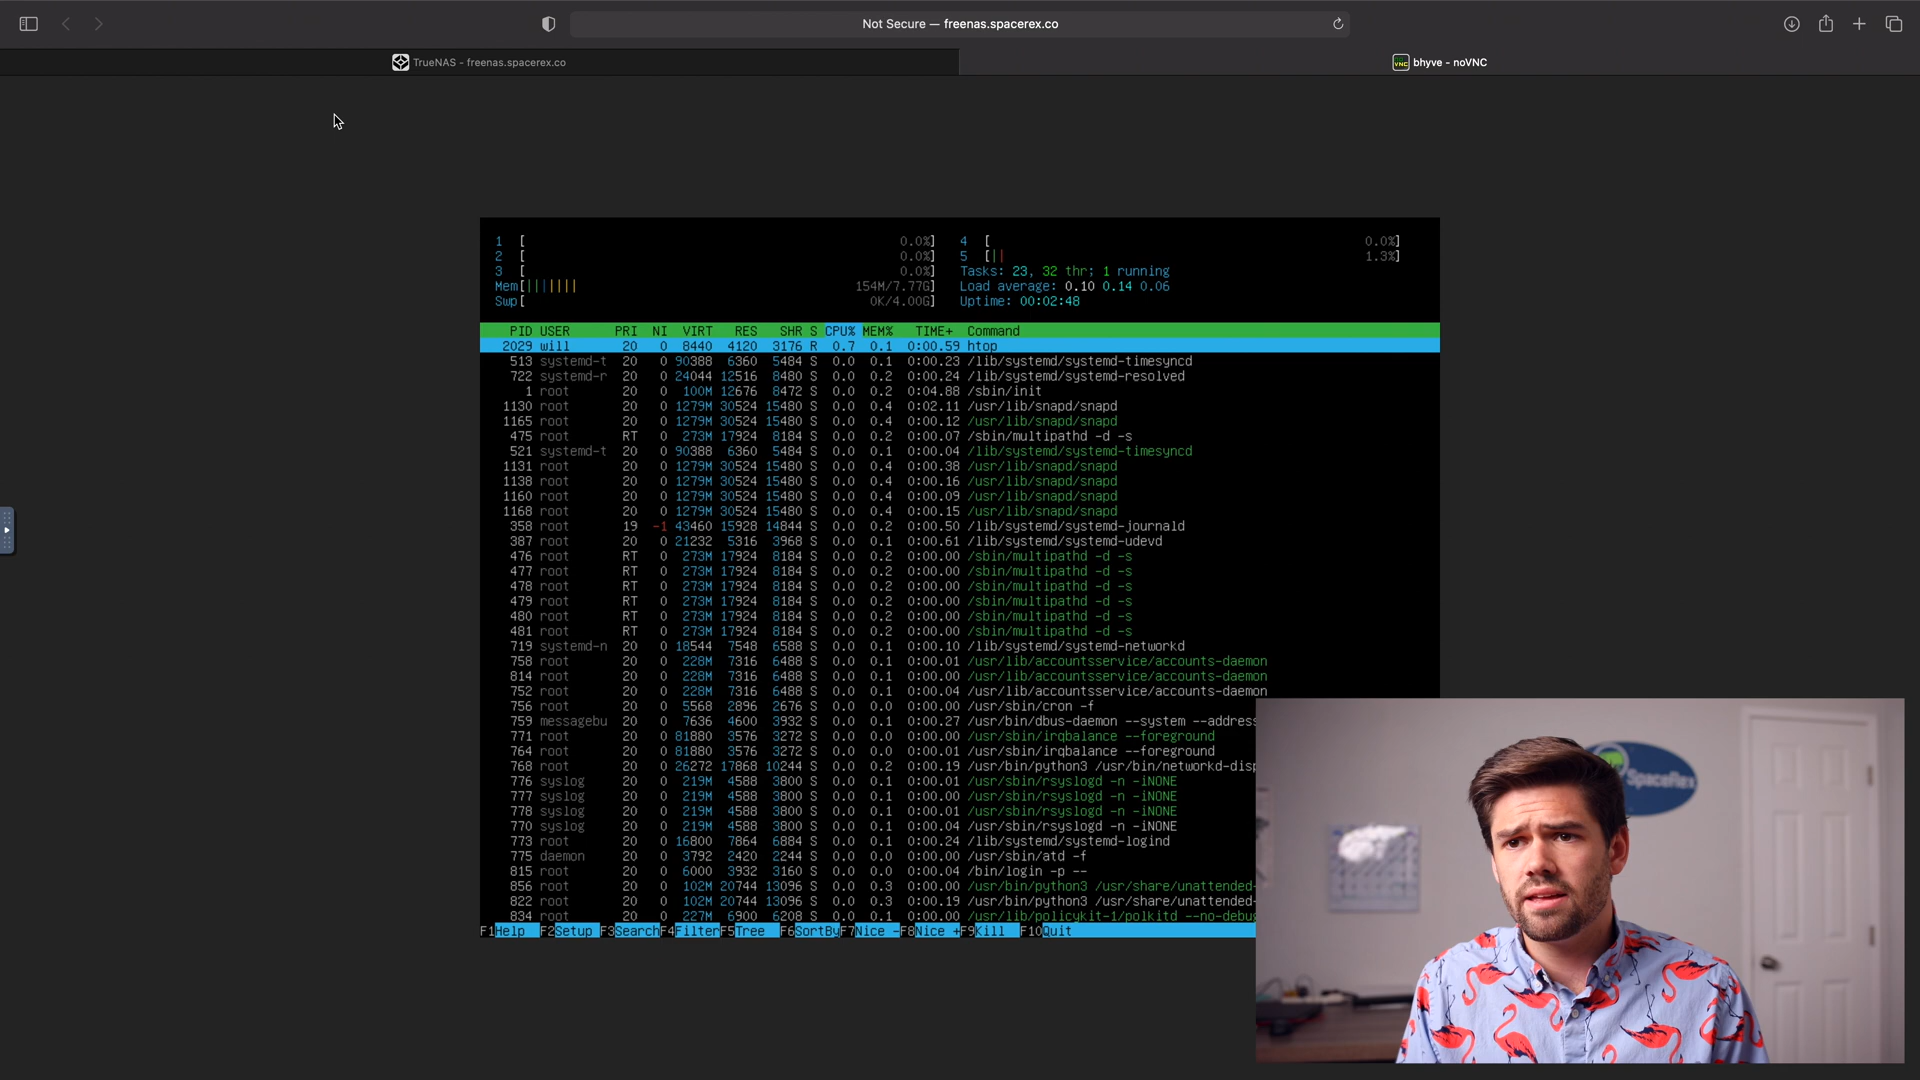 Not Secure — freenas.spacerex.co
TrueNAS - freenas.spacerex.co
VNC bhyve - noVNC
1 [ 0.0%] 4 [ 0.0%]
2 [ 0.0%] 5 [|| 1.3%]
3 [ 0.0%] Tasks: 23, 32 thr; 1 running
Mem[||||||| 154M/7.77G] Load average: 0.10 0.14 0.06
Swp[ 0K/4.00G] Uptime: 00:02:48
PID USER PRI NI VIRT RES SHR S CPU% MEM% TIME+ Command
2029 will 20 0 8440 4120 3176 R 0.7 0.1 0:00.59 htop
513 systemd-t 20 0 90388 6360 5484 S 0.0 0.1 0:00.23 /lib/systemd/systemd-timesyncd
722 systemd-r 20 0 24044 12516 8480 S 0.0 0.2 0:00.24 /lib/systemd/systemd-resolved
1 root 20 0 100M 12676 8472 S 0.0 0.2 0:04.88 /sbin/init
1130 root 20 0 1279M 30524 15480 S 0.0 0.4 0:02.11 /usr/lib/snapd/snapd
1165 root 20 0 1279M 30524 15480 S 0.0 0.4 0:00.12 /usr/lib/snapd/snapd
475 root RT 0 273M 17924 8184 S 0.0 0.2 0:00.07 /sbin/multipathd -d -s
521 systemd-t 20 0 90388 6360 5484 S 0.0 0.1 0:00.04 /lib/systemd/systemd-timesyncd
1131 root 20 0 1279M 30524 15480 S 0.0 0.4 0:00.38 /usr/lib/snapd/snapd
1138 root 20 0 1279M 30524 15480 S 0.0 0.4 0:00.16 /usr/lib/snapd/snapd
1160 root 20 0 1279M 30524 15480 S 0.0 0.4 0:00.09 /usr/lib/snapd/snapd
1168 root 20 0 1279M 30524 15480 S 0.0 0.4 0:00.15 /usr/lib/snapd/snapd
358 root 19 -1 43460 15928 14844 S 0.0 0.2 0:00.50 /lib/systemd/systemd-journald
387 root 20 0 21232 5316 3968 S 0.0 0.1 0:00.61 /lib/systemd/systemd-udevd
476 root RT 0 273M 17924 8184 S 0.0 0.2 0:00.00 /sbin/multipathd -d -s
477 root RT 0 273M 17924 8184 S 0.0 0.2 0:00.00 /sbin/multipathd -d -s
478 root RT 0 273M 17924 8184 S 0.0 0.2 0:00.00 /sbin/multipathd -d -s
479 root RT 0 273M 17924 8184 S 0.0 0.2 0:00.00 /sbin/multipathd -d -s
480 root RT 0 273M 17924 8184 S 0.0 0.2 0:00.00 /sbin/multipathd -d -s
481 root RT 0 273M 17924 8184 S 0.0 0.2 0:00.00 /sbin/multipathd -d -s
719 systemd-n 20 0 18544 7548 6588 S 0.0 0.1 0:00.10 /lib/systemd/systemd-networkd
758 root 20 0 228M 7316 6488 S 0.0 0.1 0:00.01 /usr/lib/accountsservice/accounts-daemon
814 root 20 0 228M 7316 6488 S 0.0 0.1 0:00.00 /usr/lib/accountsservice/accounts-daemon
752 root 20 0 228M 7316 6488 S 0.0 0.1 0:00.04 /usr/lib/accountsservice/accounts-daemon
756 root 20 0 5568 2896 2676 S 0.0 0.0 0:00.00 /usr/sbin/cron -f
759 messagebu 20 0 7636 4600 3932 S 0.0 0.1 0:00.27 /usr/bin/dbus-daemon --system --address
771 root 20 0 81880 3576 3272 S 0.0 0.0 0:00.00 /usr/sbin/irqbalance --foreground
764 root 20 0 81880 3576 3272 S 0.0 0.0 0:00.01 /usr/sbin/irqbalance --foreground
768 root 20 0 26272 17868 10244 S 0.0 0.2 0:00.19 /usr/bin/python3 /usr/bin/networkd-disp
776 syslog 20 0 219M 4588 3800 S 0.0 0.1 0:00.01 /usr/sbin/rsyslogd -n -iNONE
777 syslog 20 0 219M 4588 3800 S 0.0 0.1 0:00.00 /usr/sbin/rsyslogd -n -iNONE
778 syslog 20 0 219M 4588 3800 S 0.0 0.1 0:00.01 /usr/sbin/rsyslogd -n -iNONE
770 syslog 20 0 219M 4588 3800 S 0.0 0.1 0:00.04 /usr/sbin/rsyslogd -n -iNONE
773 root 20 0 16800 7864 6884 S 0.0 0.1 0:00.24 /lib/systemd/systemd-logind
775 daemon 20 0 3792 2420 2244 S 0.0 0.0 0:00.00 /usr/sbin/atd -f
815 root 20 0 6000 3932 3160 S 0.0 0.0 0:00.04 /bin/login -p --
856 root 20 0 102M 20744 13096 S 0.0 0.3 0:00.00 /usr/bin/python3 /usr/share/unattended-
822 root 20 0 102M 20744 13096 S 0.0 0.3 0:00.19 /usr/bin/python3 /usr/share/unattended-
834 root 20 0 227M 6900 6208 S 0.0 0.1 0:00.00 /usr/lib/policykit-1/polkitd --no-debug
F1Help F2Setup F3SearchF4FilterF5Tree F6SortByF7Nice -F8Nice +F9Kill F10Quit
SpaceRex